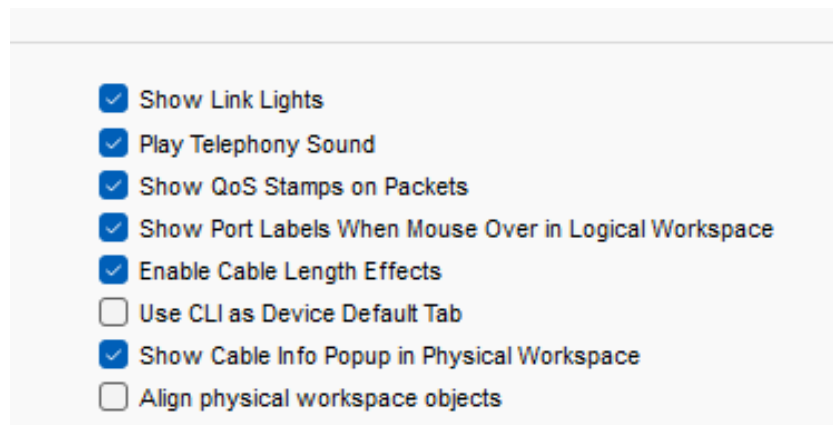 Show Link Lights
Play Telephony Sound
Show QoS Stamps on Packets
Show Port Labels When Mouse Over in Logical Workspace
Enable Cable Length Effects
Use CLI as Device Default Tab
Show Cable Info Popup in Physical Workspace
Align physical workspace objects